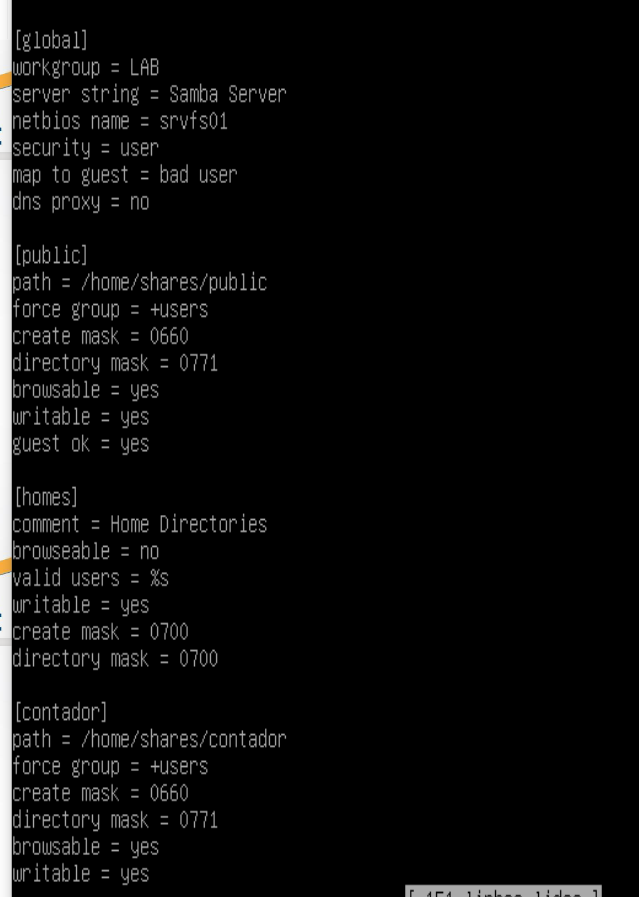 [global]
workgroup = LAB
server string = Samba Server
netbios name = srvfs01
security = user
map to guest = bad user
dns proxy = no
[public]
path = /home/shares/public
force group = +users
create mask = 0660
directory mask = 0771
browsable = yes
writable = yes
guest ok = yes
[homes]
comment = Home Directories
browseable = no
valid users = %s
writable = yes
create mask = 0700
directory mask = 0700
[contador]
path = /home/shares/contador
force group = +users
create mask = 0660
directory mask = 0771
browsable = yes
writable = yes